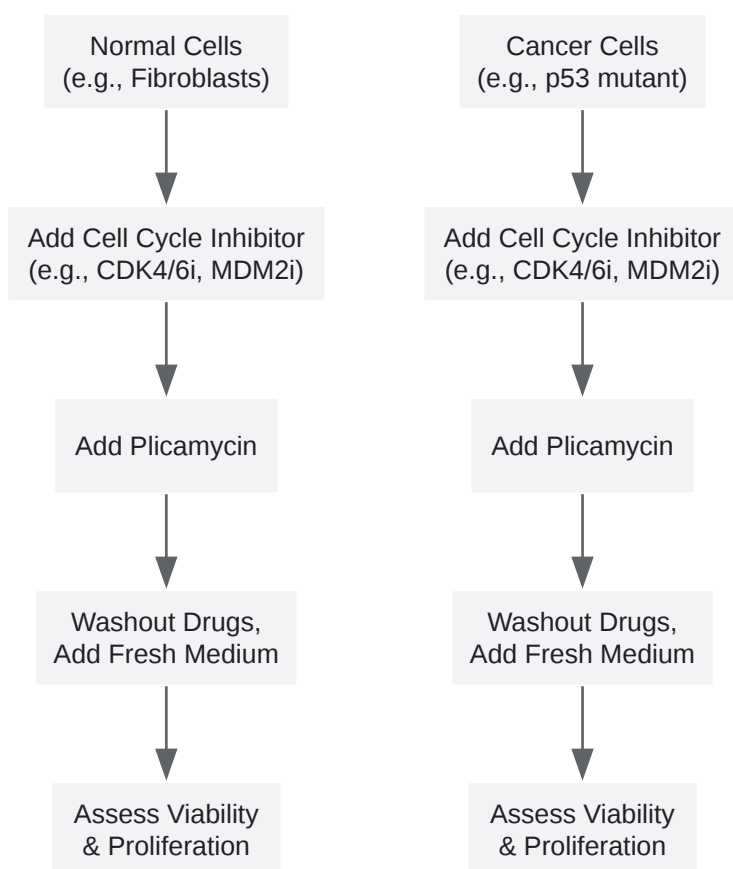 Normal Cells
(e.g., Fibroblasts)
Add Cell Cycle Inhibitor
(e.g., CDK4/6i, MDM2i)
Add Plicamycin
Washout Drugs,
Add Fresh Medium
Assess Viability
& Proliferation
Cancer Cells
(e.g., p53 mutant)
Add Cell Cycle Inhibitor
(e.g., CDK4/6i, MDM2i)
Add Plicamycin
Washout Drugs,
Add Fresh Medium
Assess Viability
& Proliferation